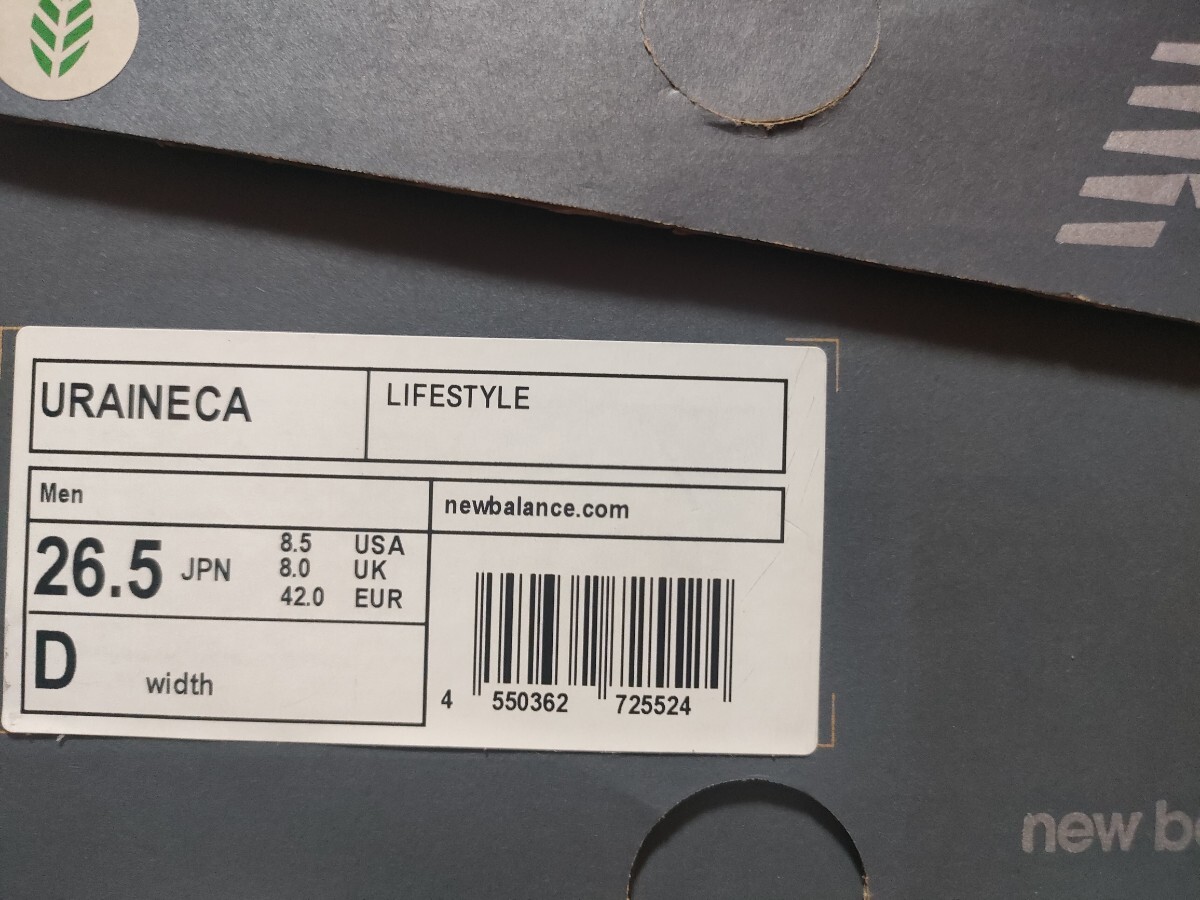 URAINECA
LIFESTYLE
Men
newbalance.com
26.5 JPN
8.5 USA
8.0 UK
42.0 EUR
D width
4 550362 725524
new